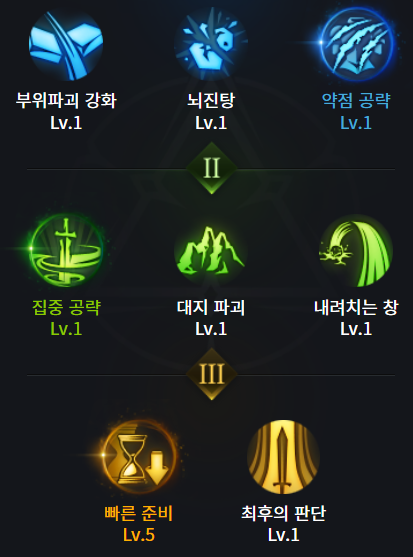 부위파괴 강화 뇌진탕 약점 공략
Lv.1 Lv.1 Lv.1
II
집중 공략 대지 파괴 내려치는 창
Lv.1 Lv.1 Lv.1
III
빠른 준비 최후의 판단
Lv.5 Lv.1